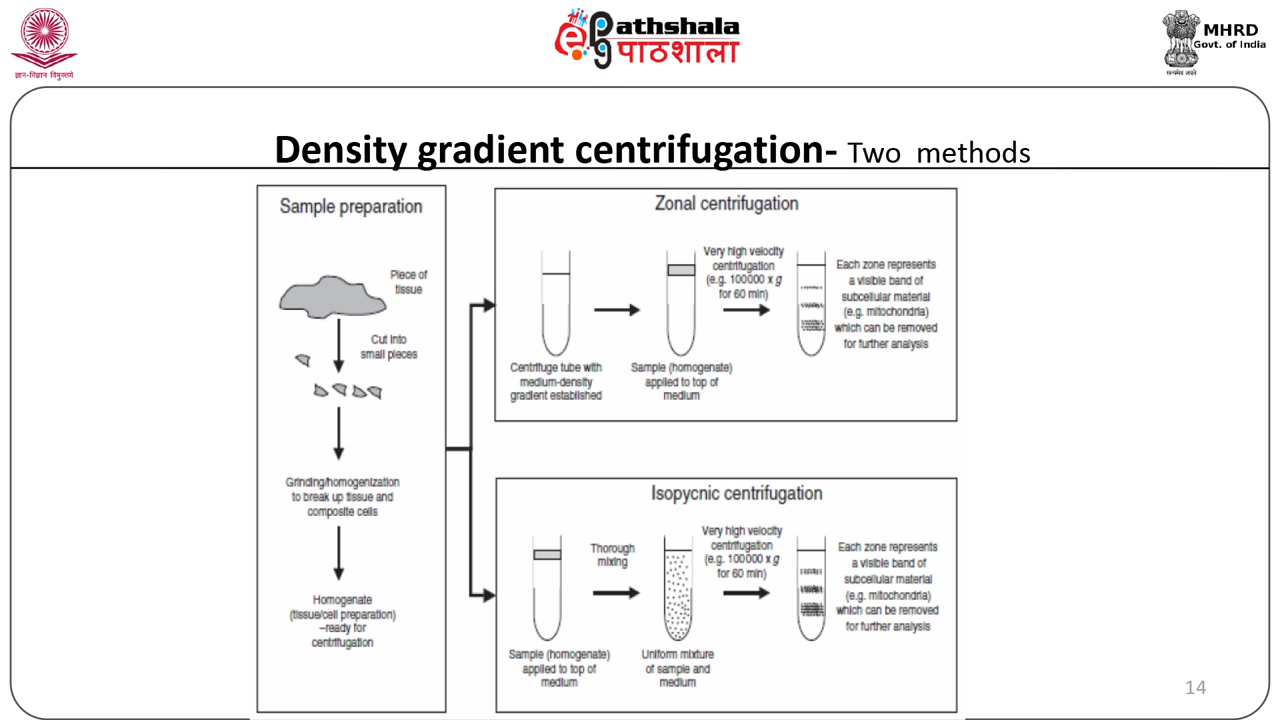 ज्ञान-विज्ञान विमुक्तये
ePgathshala
पाठशाला
MHRD
Govt. of India
सत्यमेव जयते
Density gradient centrifugation- Two methods
Sample preparation
Piece of
tissue
Cut into
small pieces
Grinding/homogenization
to break up tissue and
composite cells
Homogenate
(tissue/cell preparation)
–ready for
centrifugation
Zonal centrifugation
Centrifuge tube with
medium-density
gradient established
Sample (homogenate)
applied to top of
medium
Very high velocity
centrifugation
(e.g. 100000 x g
for 60 min)
Each zone represents
a visible band of
subcellular material
(e.g. mitochondria)
which can be removed
for further analysis
Isopycnic centrifugation
Sample (homogenate)
applied to top of
medium
Thorough
mixing
Uniform mixture
of sample and
medium
Very high velocity
centrifugation
(e.g. 100000 x g
for 60 min)
Each zone represents
a visible band of
subcellular material
(e.g. mitochondria)
which can be removed
for further analysis
14